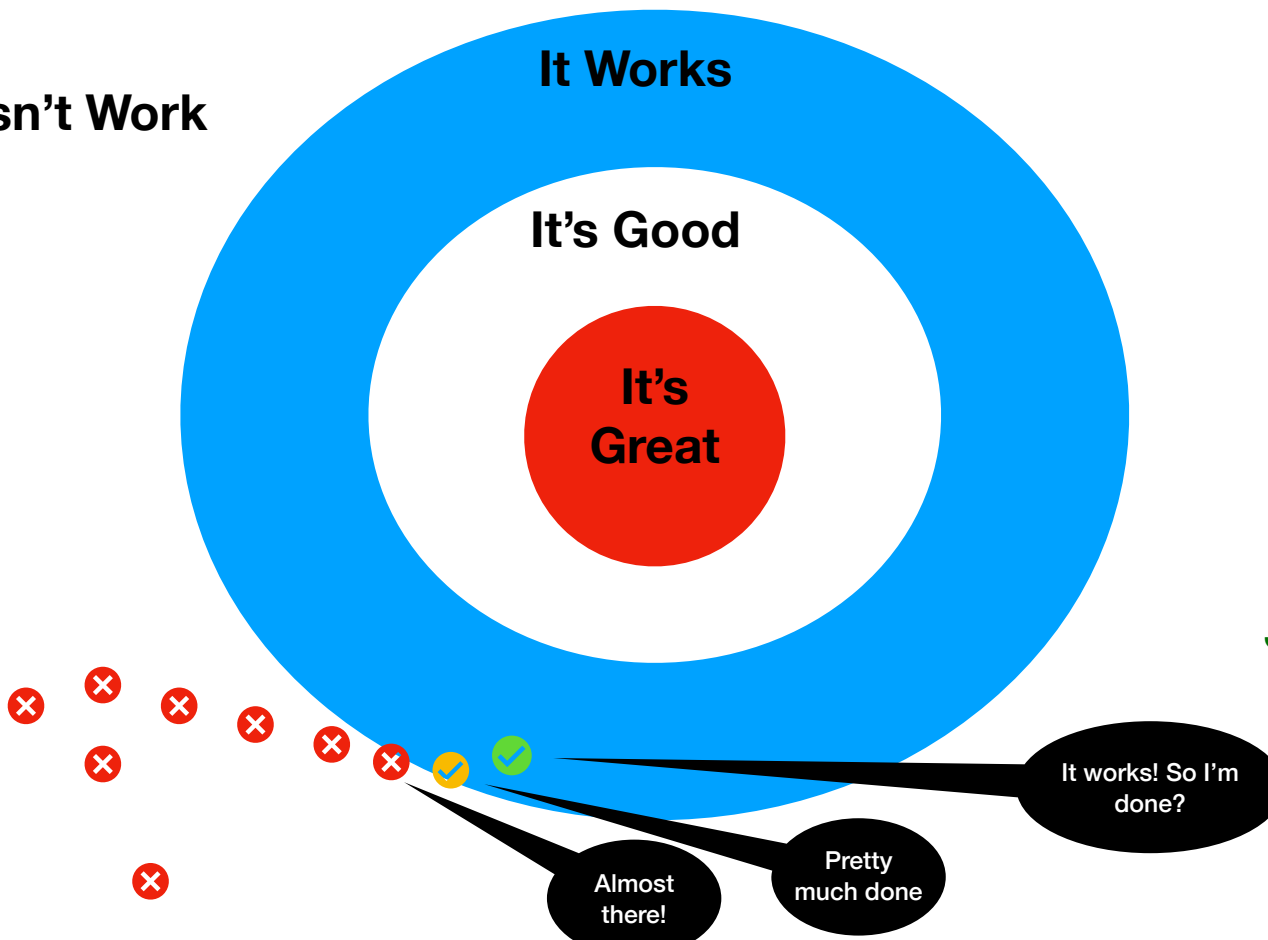 It Works
sn’t Work
It’s Good
It’s
Great
It works! So I’m
done?
Pretty
much done
Almost
there!